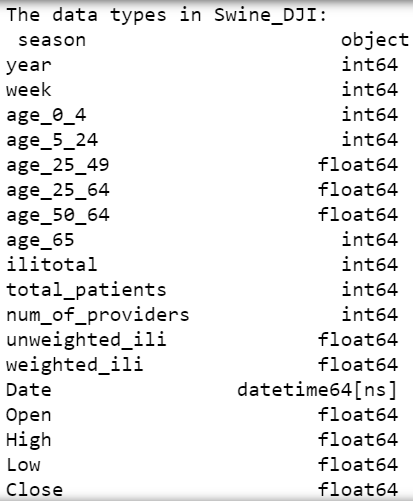 The data types in Swine_DJI:
season object
year int64
week int64
age_0_4 int64
age_5_24 int64
age_25_49 float64
age_25_64 float64
age_50_64 float64
age_65 int64
ilitotal int64
total_patients int64
num_of_providers int64
unweighted_ili float64
weighted_ili float64
Date datetime64[ns]
Open float64
High float64
Low float64
Close float64